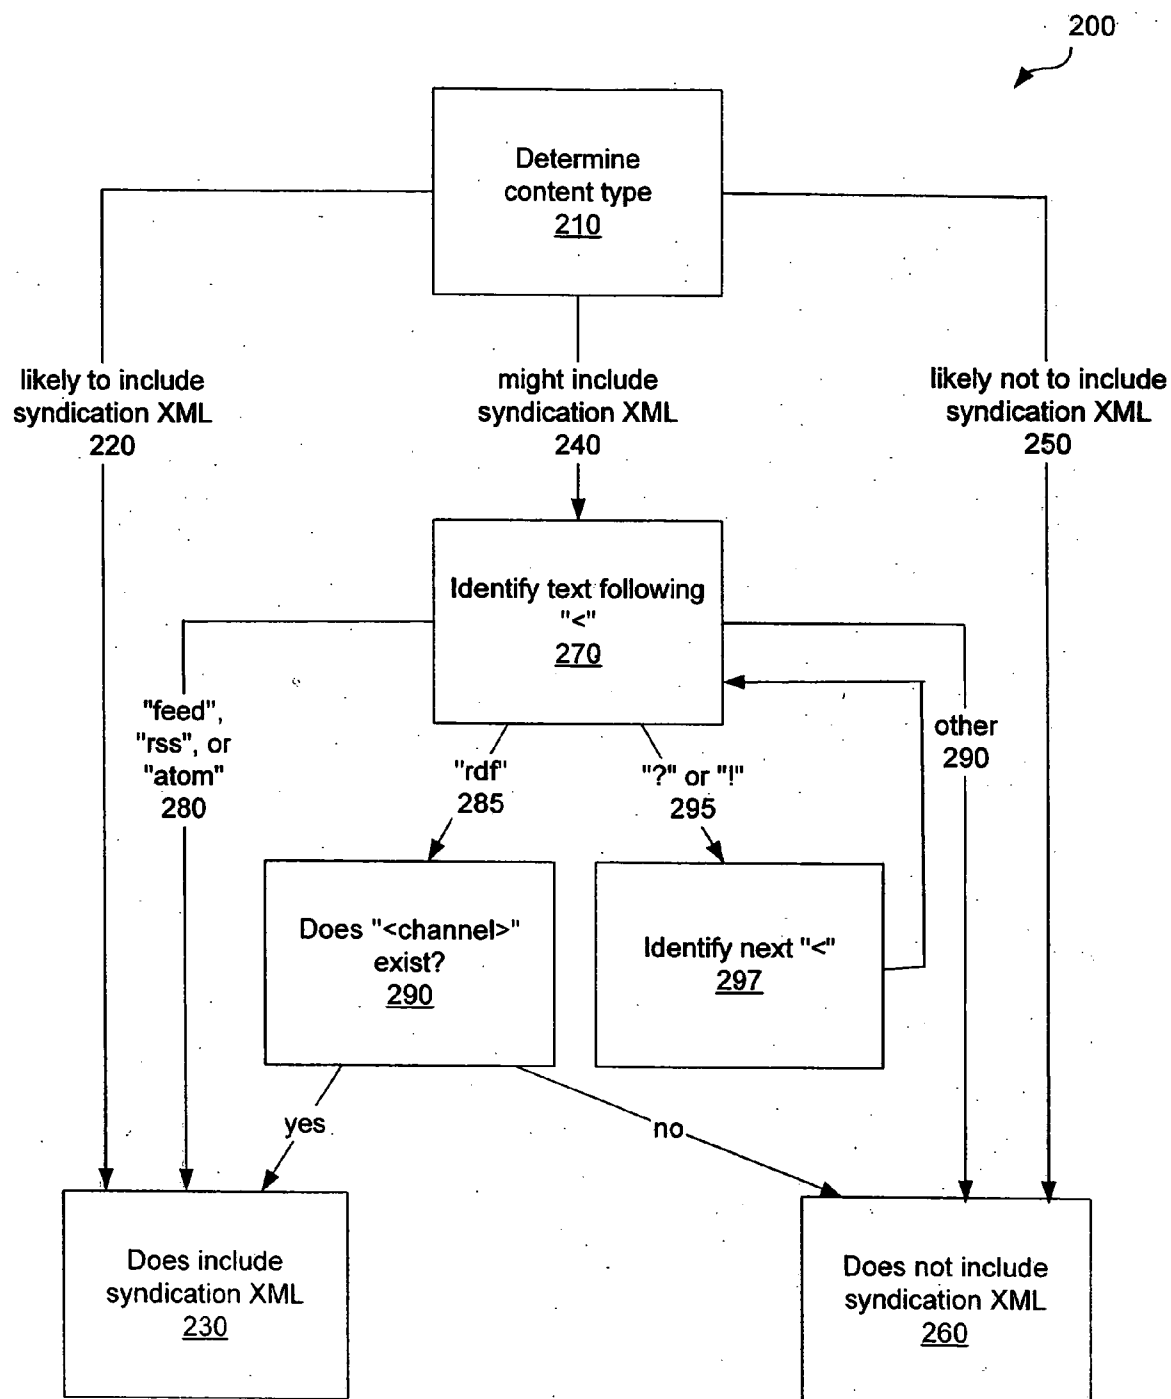 200
Determine
content type
210
likely to include
syndication XML
220
might include
syndication XML
240
likely not to include
syndication XML
250
Identify text following
"<"
270
"feed",
"rss", or
"atom"
280
"rdf"
285
"?" or "!"
295
other
290
Does "<channel>"
exist?
290
Identify next "<"
297
yes
no
Does include
syndication XML
230
Does not include
syndication XML
260